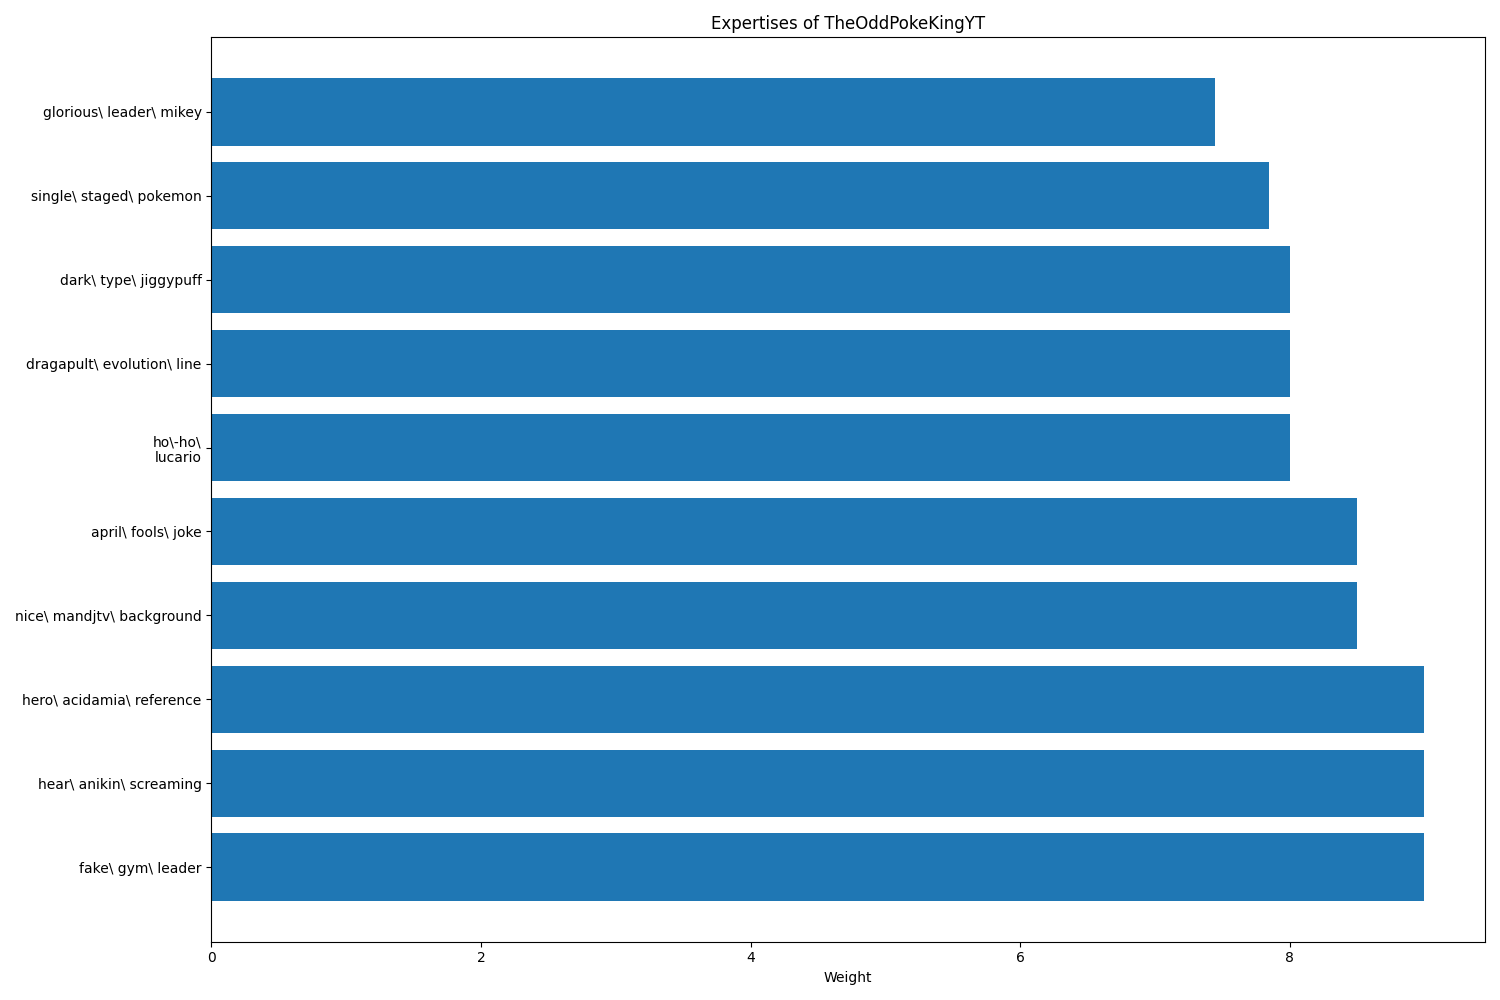 Expertises of TheOddPokeKingYT
glorious\ leader\ mikey
single\ staged\ pokemon
dark\ type\ jiggypuff
dragapult\ evolution\ line
ho\-ho\
lucario
april\ fools\ joke
nice\ mandjtv\ background
hero\ acidamia\ reference
hear\ anikin\ screaming
fake\ gym\ leader
0 2 4 6 8
Weight